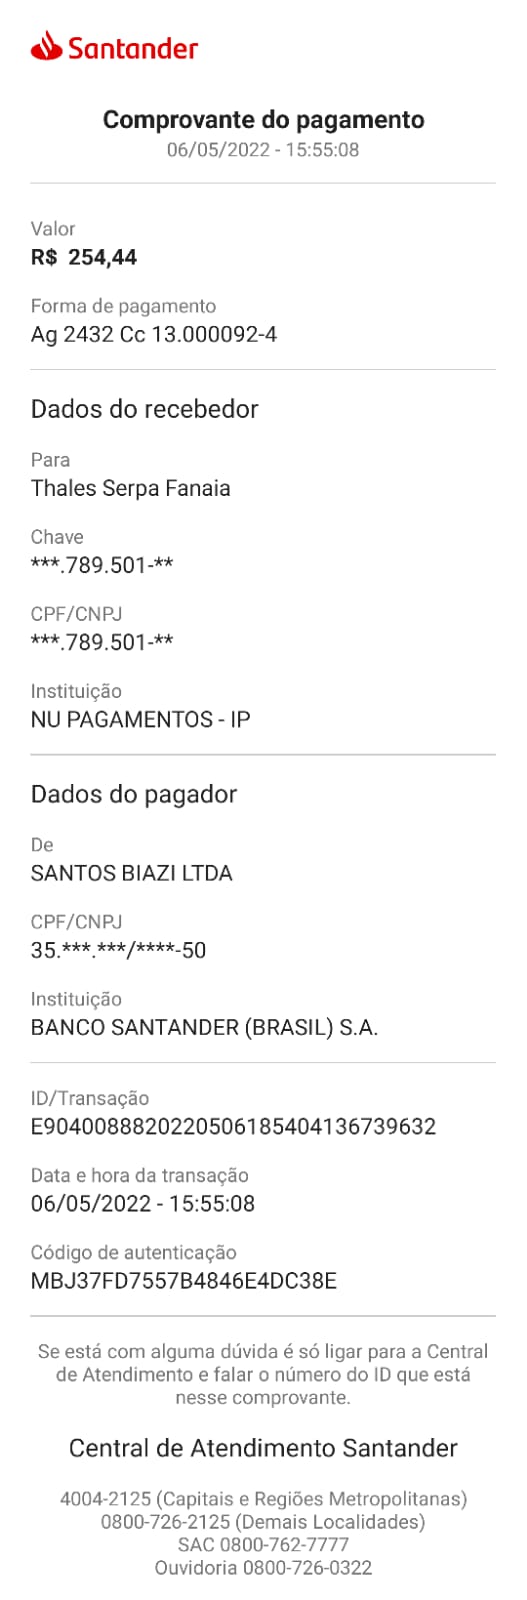 Santander
Comprovante do pagamento
06/05/2022 - 15:55:08
Valor
R$ 254,44
Forma de pagamento
Ag 2432 Cc 13.000092-4
Dados do recebedor
Para
Thales Serpa Fanaia
Chave
***.789.501-**
CPF/CNPJ
***.789.501-**
Instituição
NU PAGAMENTOS - IP
Dados do pagador
De
SANTOS BIAZI LTDA
CPF/CNPJ
35.***.***/****-50
Instituição
BANCO SANTANDER (BRASIL) S.A.
ID/Transação
E9040088820220506185404136739632
Data e hora da transação
06/05/2022 - 15:55:08
Código de autenticação
MBJ37FD7557B4846E4DC38E
Se está com alguma dúvida é só ligar para a Central
de Atendimento e falar o número do ID que está
nesse comprovante.
Central de Atendimento Santander
4004-2125 (Capitais e Regiões Metropolitanas)
0800-726-2125 (Demais Localidades)
SAC 0800-762-7777
Ouvidoria 0800-726-0322